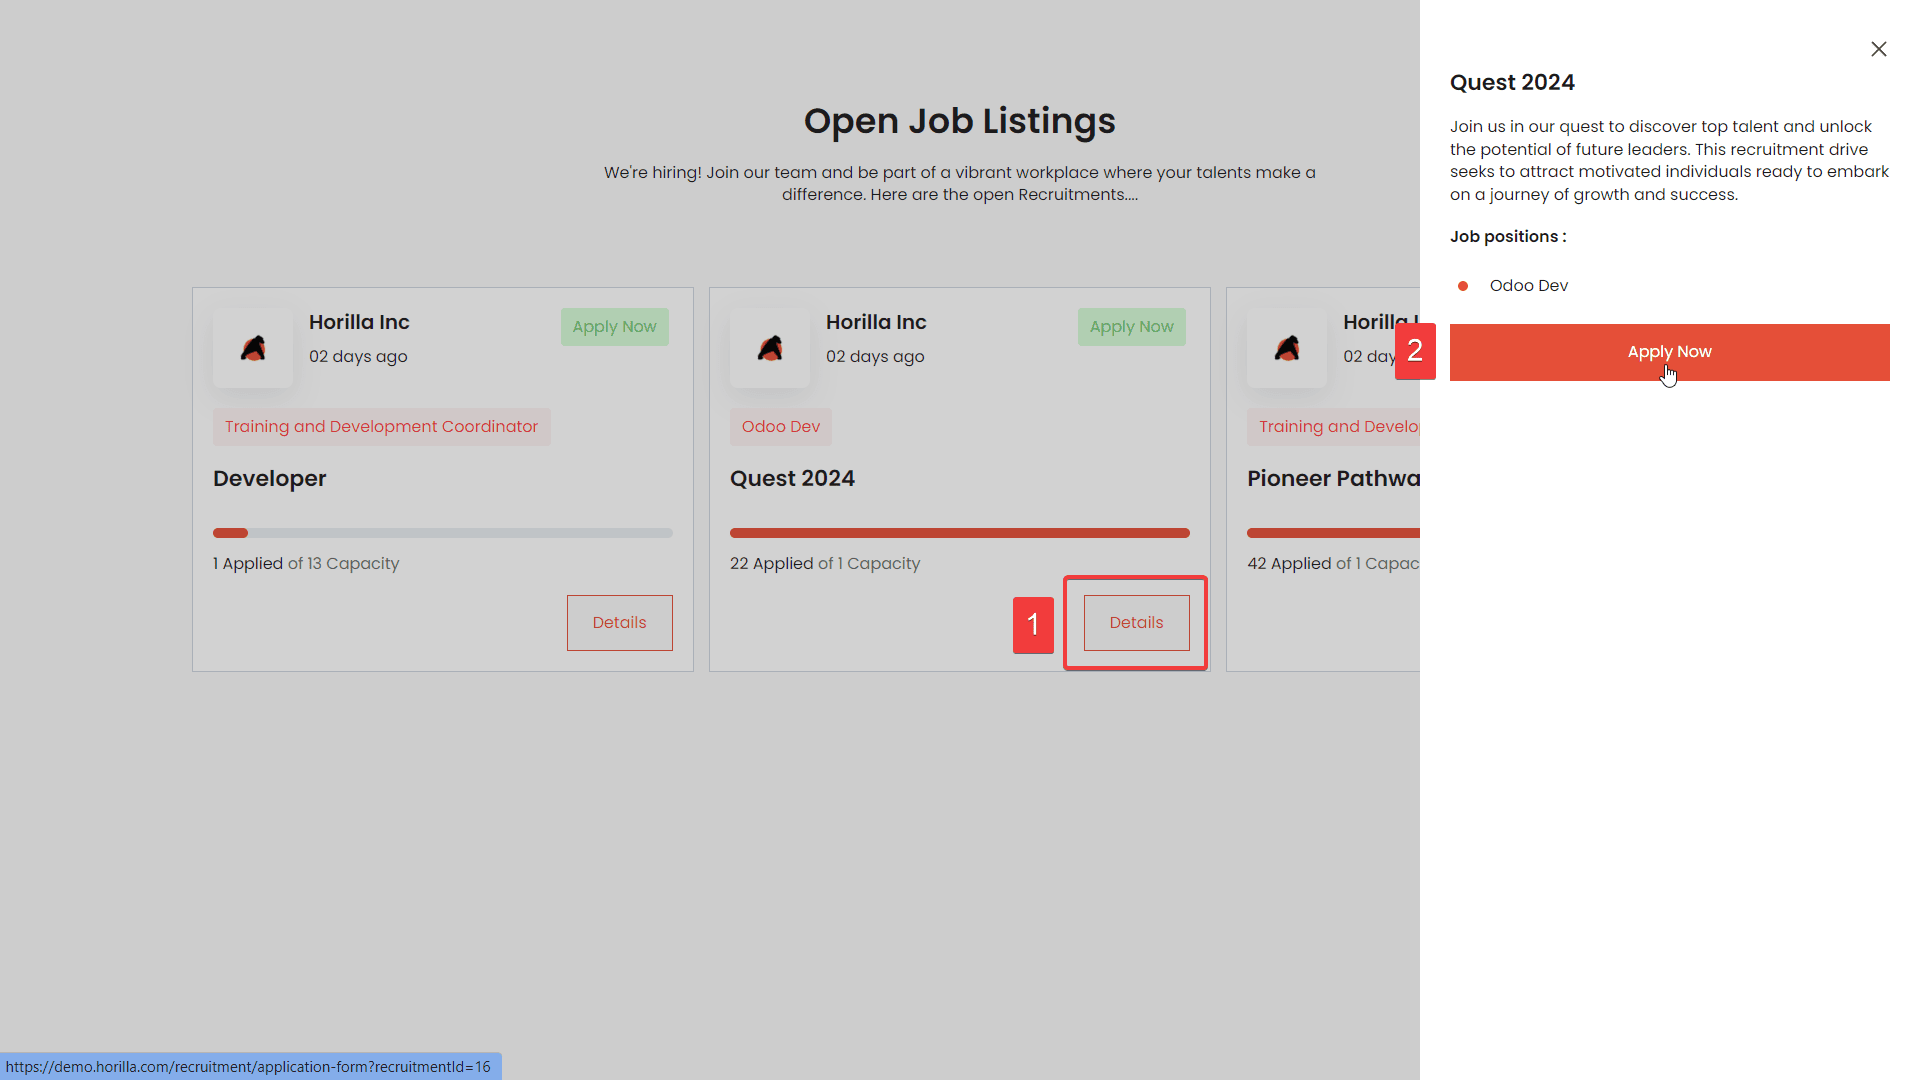 Open Job Listings
We're hiring! Join our team and be part of a vibrant workplace where your talents make a
difference. Here are the open Recruitments....
Horilla Inc
02 days ago
Apply Now
Training and Development Coordinator
Developer
1 Applied of 13 Capacity
Details
Horilla Inc
02 days ago
Apply Now
Odoo Dev
Quest 2024
22 Applied of 1 Capacity
1
Details
Horilla I
02 day
Training and Develo
Pioneer Pathwa
42 Applied of 1 Capac
Quest 2024
Join us in our quest to discover top talent and unlock
the potential of future leaders. This recruitment drive
seeks to attract motivated individuals ready to embark
on a journey of growth and success.
Job positions :
Odoo Dev
2
Apply Now
https://demo.horilla.com/recruitment/application-form?recruitmentId=16